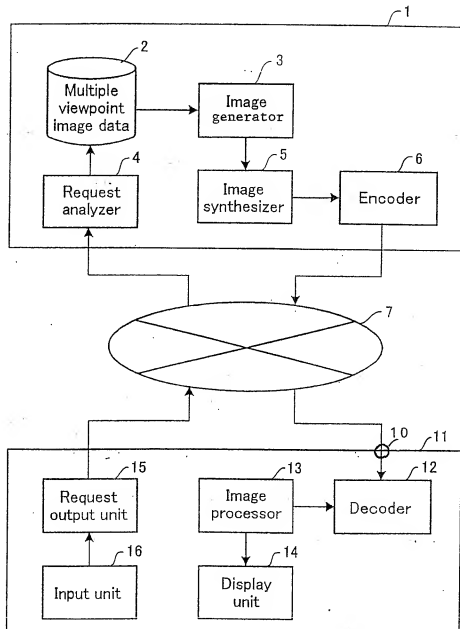 1
2
Multiple
viewpoint
image data
3
Image
generator
4
Request
analyzer
5
Image
synthesizer
6
Encoder
7
10
11
15
Request
output unit
13
Image
processor
12
Decoder
16
Input unit
14
Display
unit